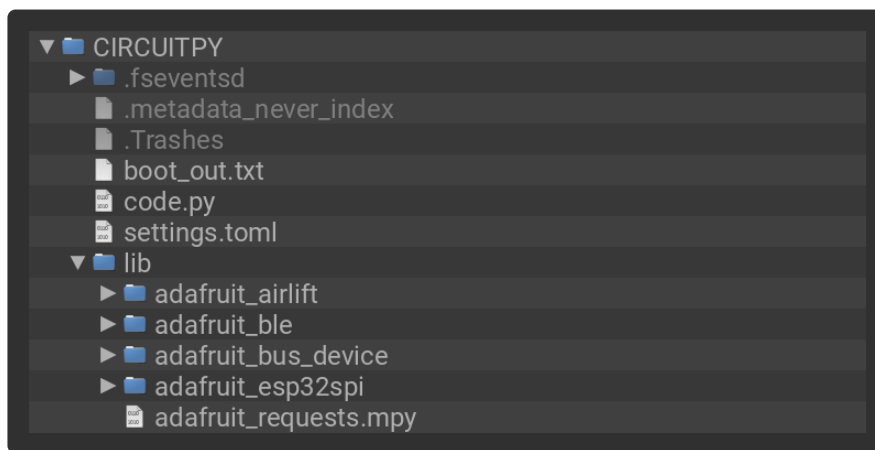 CIRCUITPY
.fseventsd
.metadata_never_index
.Trashes
boot_out.txt
code.py
settings.toml
lib
adafruit_airlift
adafruit_ble
adafruit_bus_device
adafruit_esp32spi
adafruit_requests.mpy